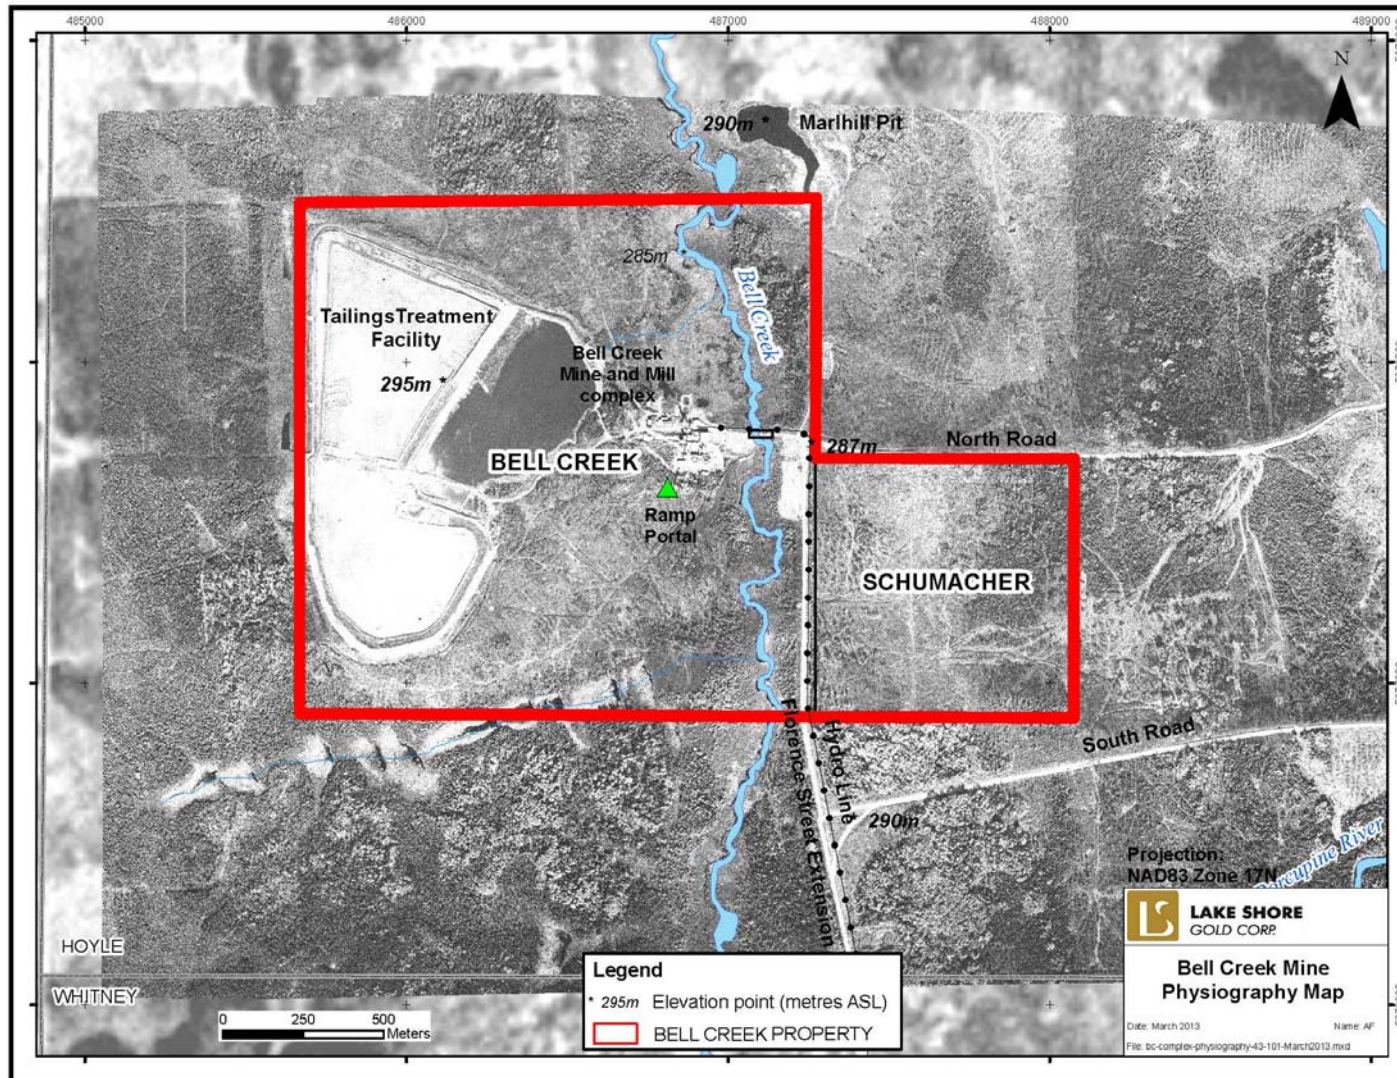 485000
486000
487000
488000
489000
N
290m
Marlhill Pit
285m
Bell Creek
TailingsTreatment
Facility
295m
Bell Creek
Mine and Mill
complex
North Road
287m
BELL CREEK
Ramp
Portal
SCHUMACHER
Florence Street Extension
Hydro Line
South Road
290m
Porcupine River
Projection:
NAD83 Zone 17N
HOYLE
WHITNEY
0 250 500
Meters
Legend
* 295m Elevation point (metres ASL)
BELL CREEK PROPERTY
LS
LAKE SHORE
GOLD CORP.
Bell Creek Mine
Physiography Map
Date: March 2013
Name: AF
File: bc-complex-physiography-43-101-March2013.mxd